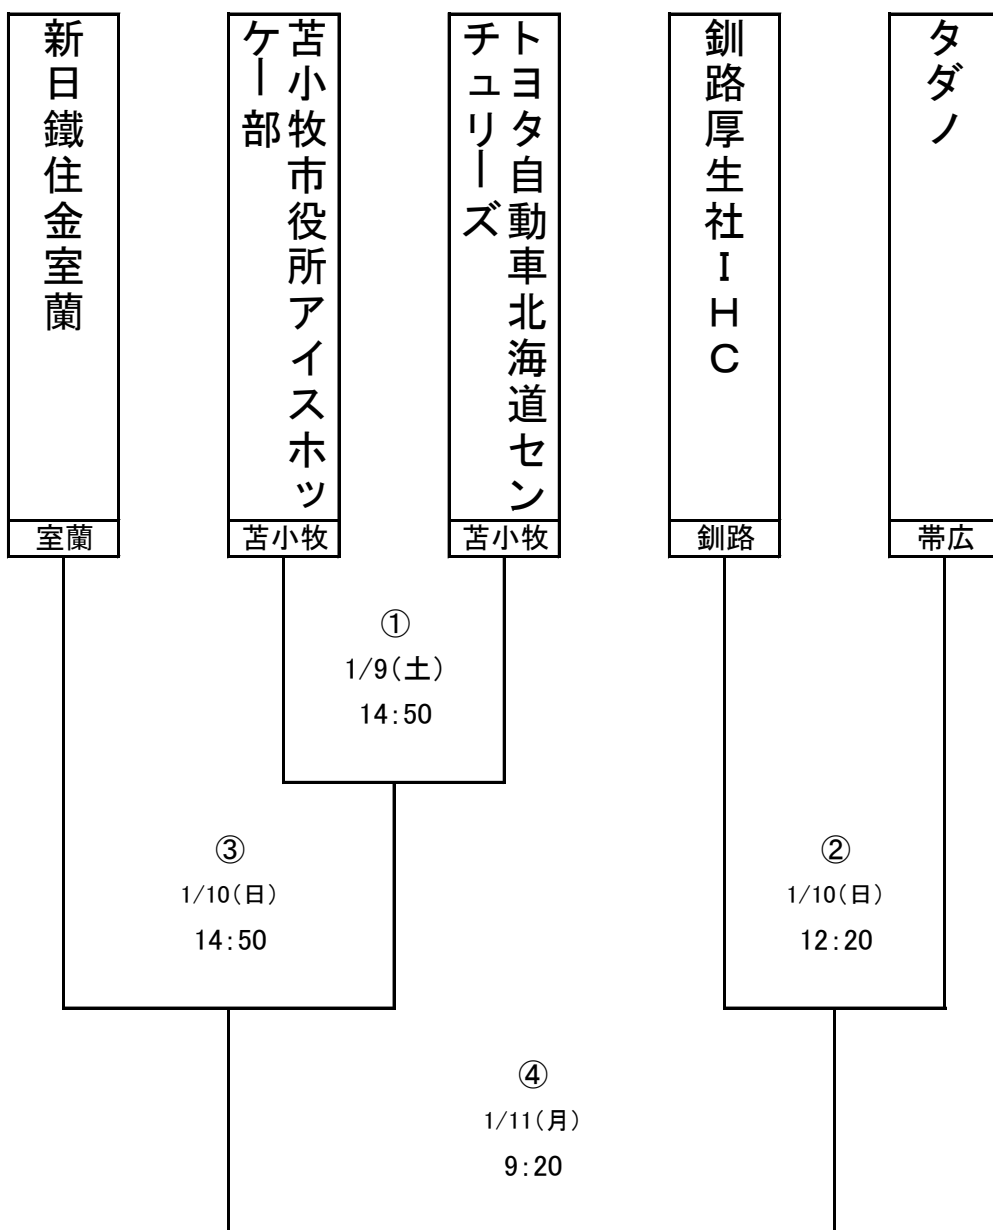 新日鐵住金室蘭
苫小牧市役所アイスホッ
ケー部
トヨタ自動車北海道セン
チュリーズ
釧路厚生社ＩＨＣ
タダノ
室蘭
苫小牧
苫小牧
釧路
帯広
①
1/9(土)
14:50
③
1/10(日)
14:50
②
1/10(日)
12:20
④
1/11(月)
9:20